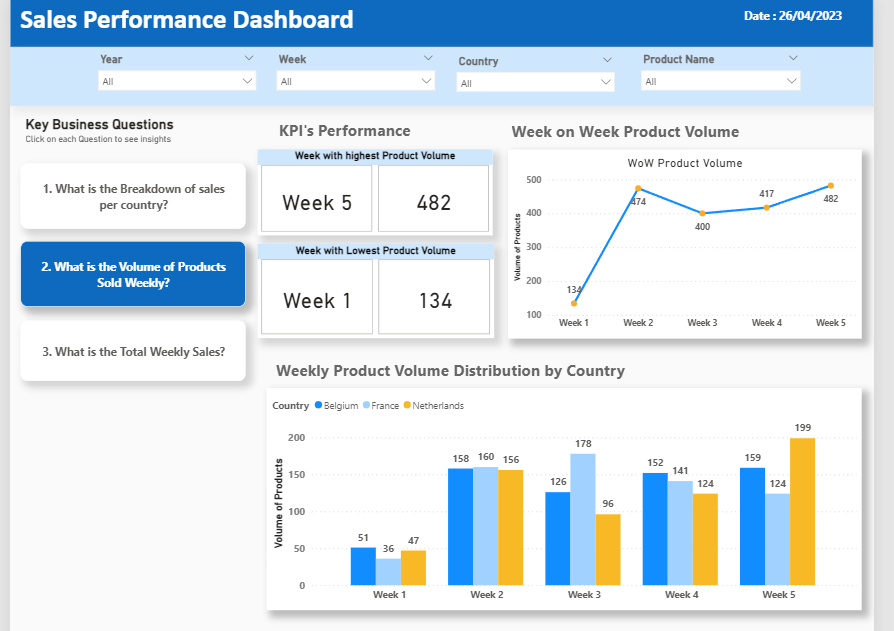 Sales Performance Dashboard
Date : 26/04/2023
Year
Week
Country
Product Name
All
All
All
All
Key Business Questions
Click on each Question to see insights
1. What is the Breakdown of sales
per country?
2. What is the Volume of Products
Sold Weekly?
3. What is the Total Weekly Sales?
KPI's Performance
Week with highest Product Volume
Week 5
482
Week with Lowest Product Volume
Week 1
134
Week on Week Product Volume
WoW Product Volume
Volume of Products
500
400
300
200
100
134
474
400
417
482
Week 1
Week 2
Week 3
Week 4
Week 5
Weekly Product Volume Distribution by Country
Country Belgium France Netherlands
Volume of Products
200
150
100
50
0
51
36
47
158
160
156
126
178
96
152
141
124
159
124
199
Week 1
Week 2
Week 3
Week 4
Week 5